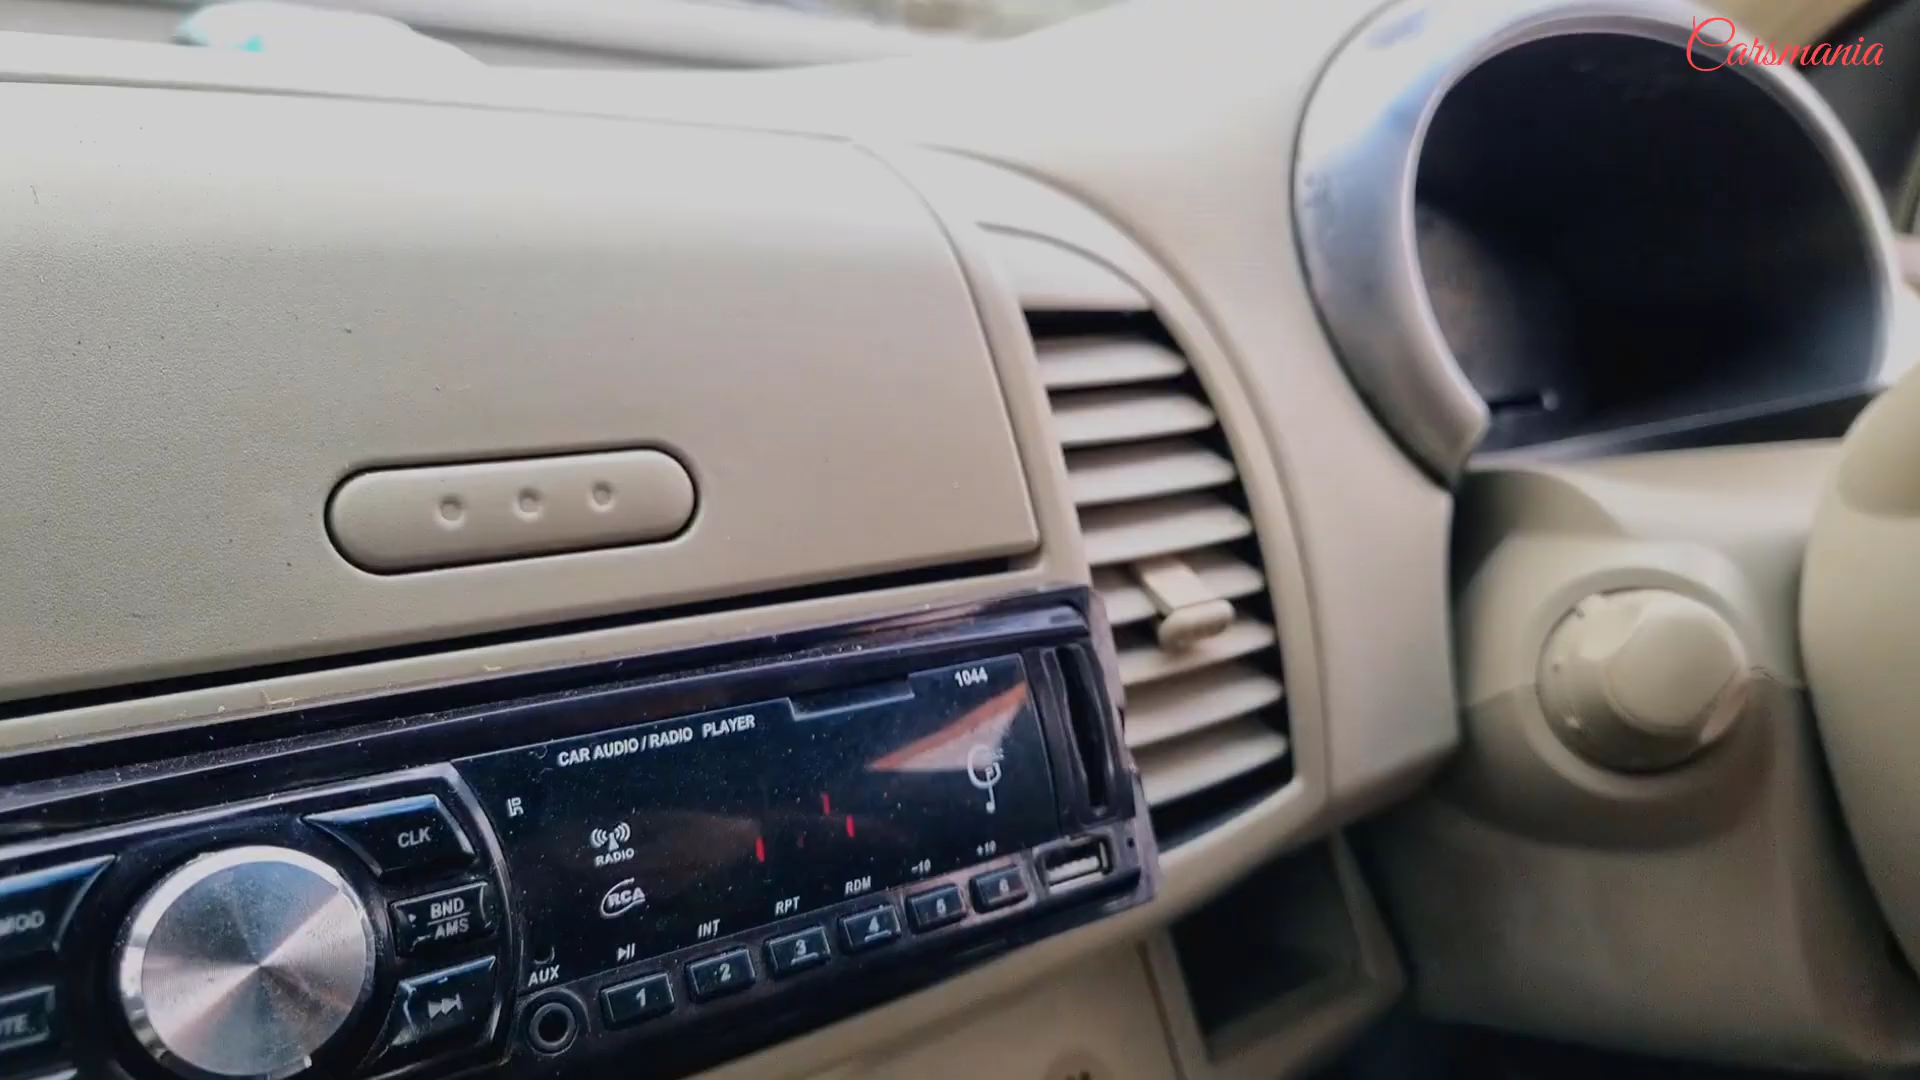 Carsmania
1044
CAR AUDIO / RADIO PLAYER
CLK
RADIO
MOD
BND
AMS
RCA
INT
RPT
RDM
-10
+10
AUX
1
2
3
4
5
6